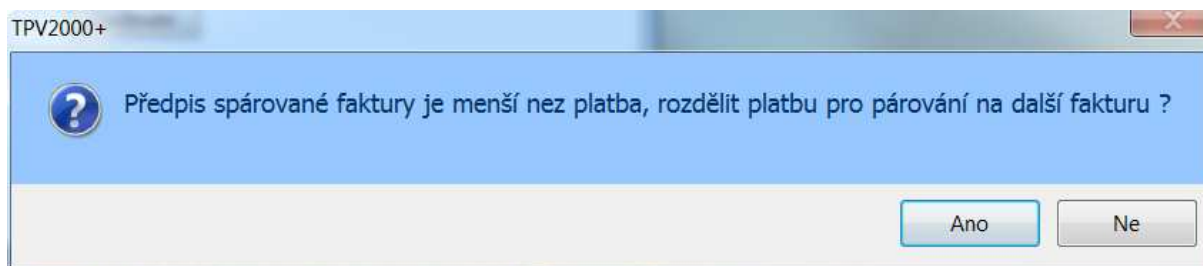 TPV2000+
Předpis spárované faktury je menší nez platba, rozdělit platbu pro párování na další fakturu ?
Ano
Ne